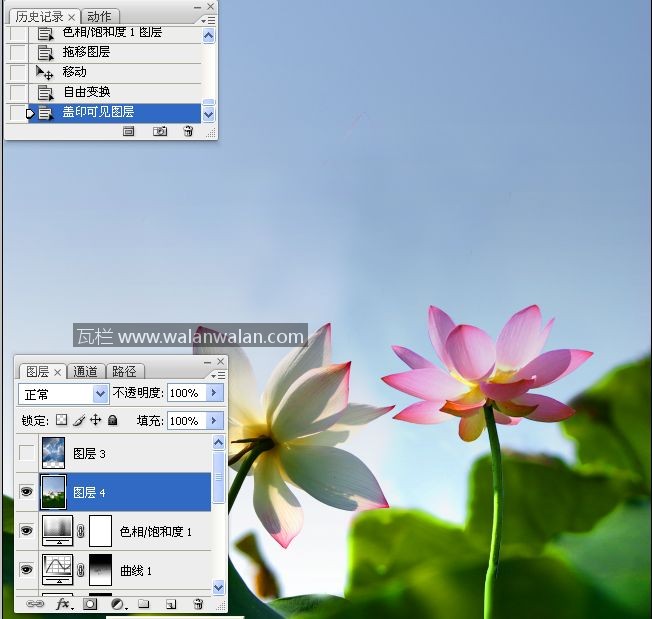 历史记录 × 动作
色相/饱和度 1 图层
拖移图层
移动
自由变换
盖印可见图层
瓦栏 www.walanwalan.com
图层 × 通道 路径
正常 不透明度: 100%
锁定: 填充: 100%
图层 3
图层 4
色相/饱和度 1
曲线 1
fx